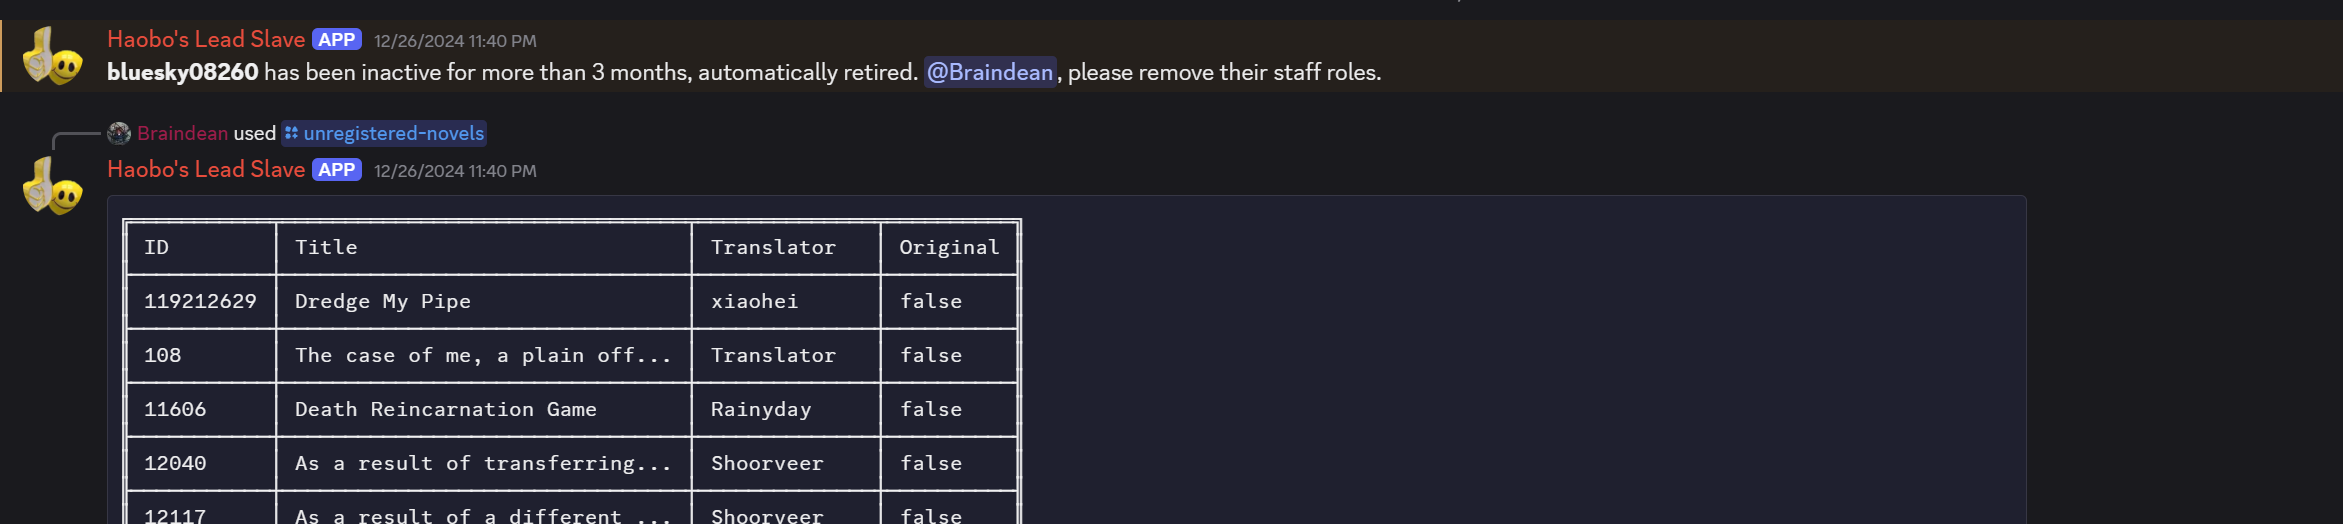 Haobo's Lead Slave APP 12/26/2024 11:40 PM
bluesky08260 has been inactive for more than 3 months, automatically retired. @Braindean, please remove their staff roles.
Braindean used unregistered-novels
Haobo's Lead Slave APP 12/26/2024 11:40 PM
ID Title Translator Original
119212629 Dredge My Pipe xiaohei false
108 The case of me, a plain off... Translator false
11606 Death Reincarnation Game Rainyday false
12040 As a result of transferring... Shoorveer false
12117 As a result of a different ... Shoorveer false